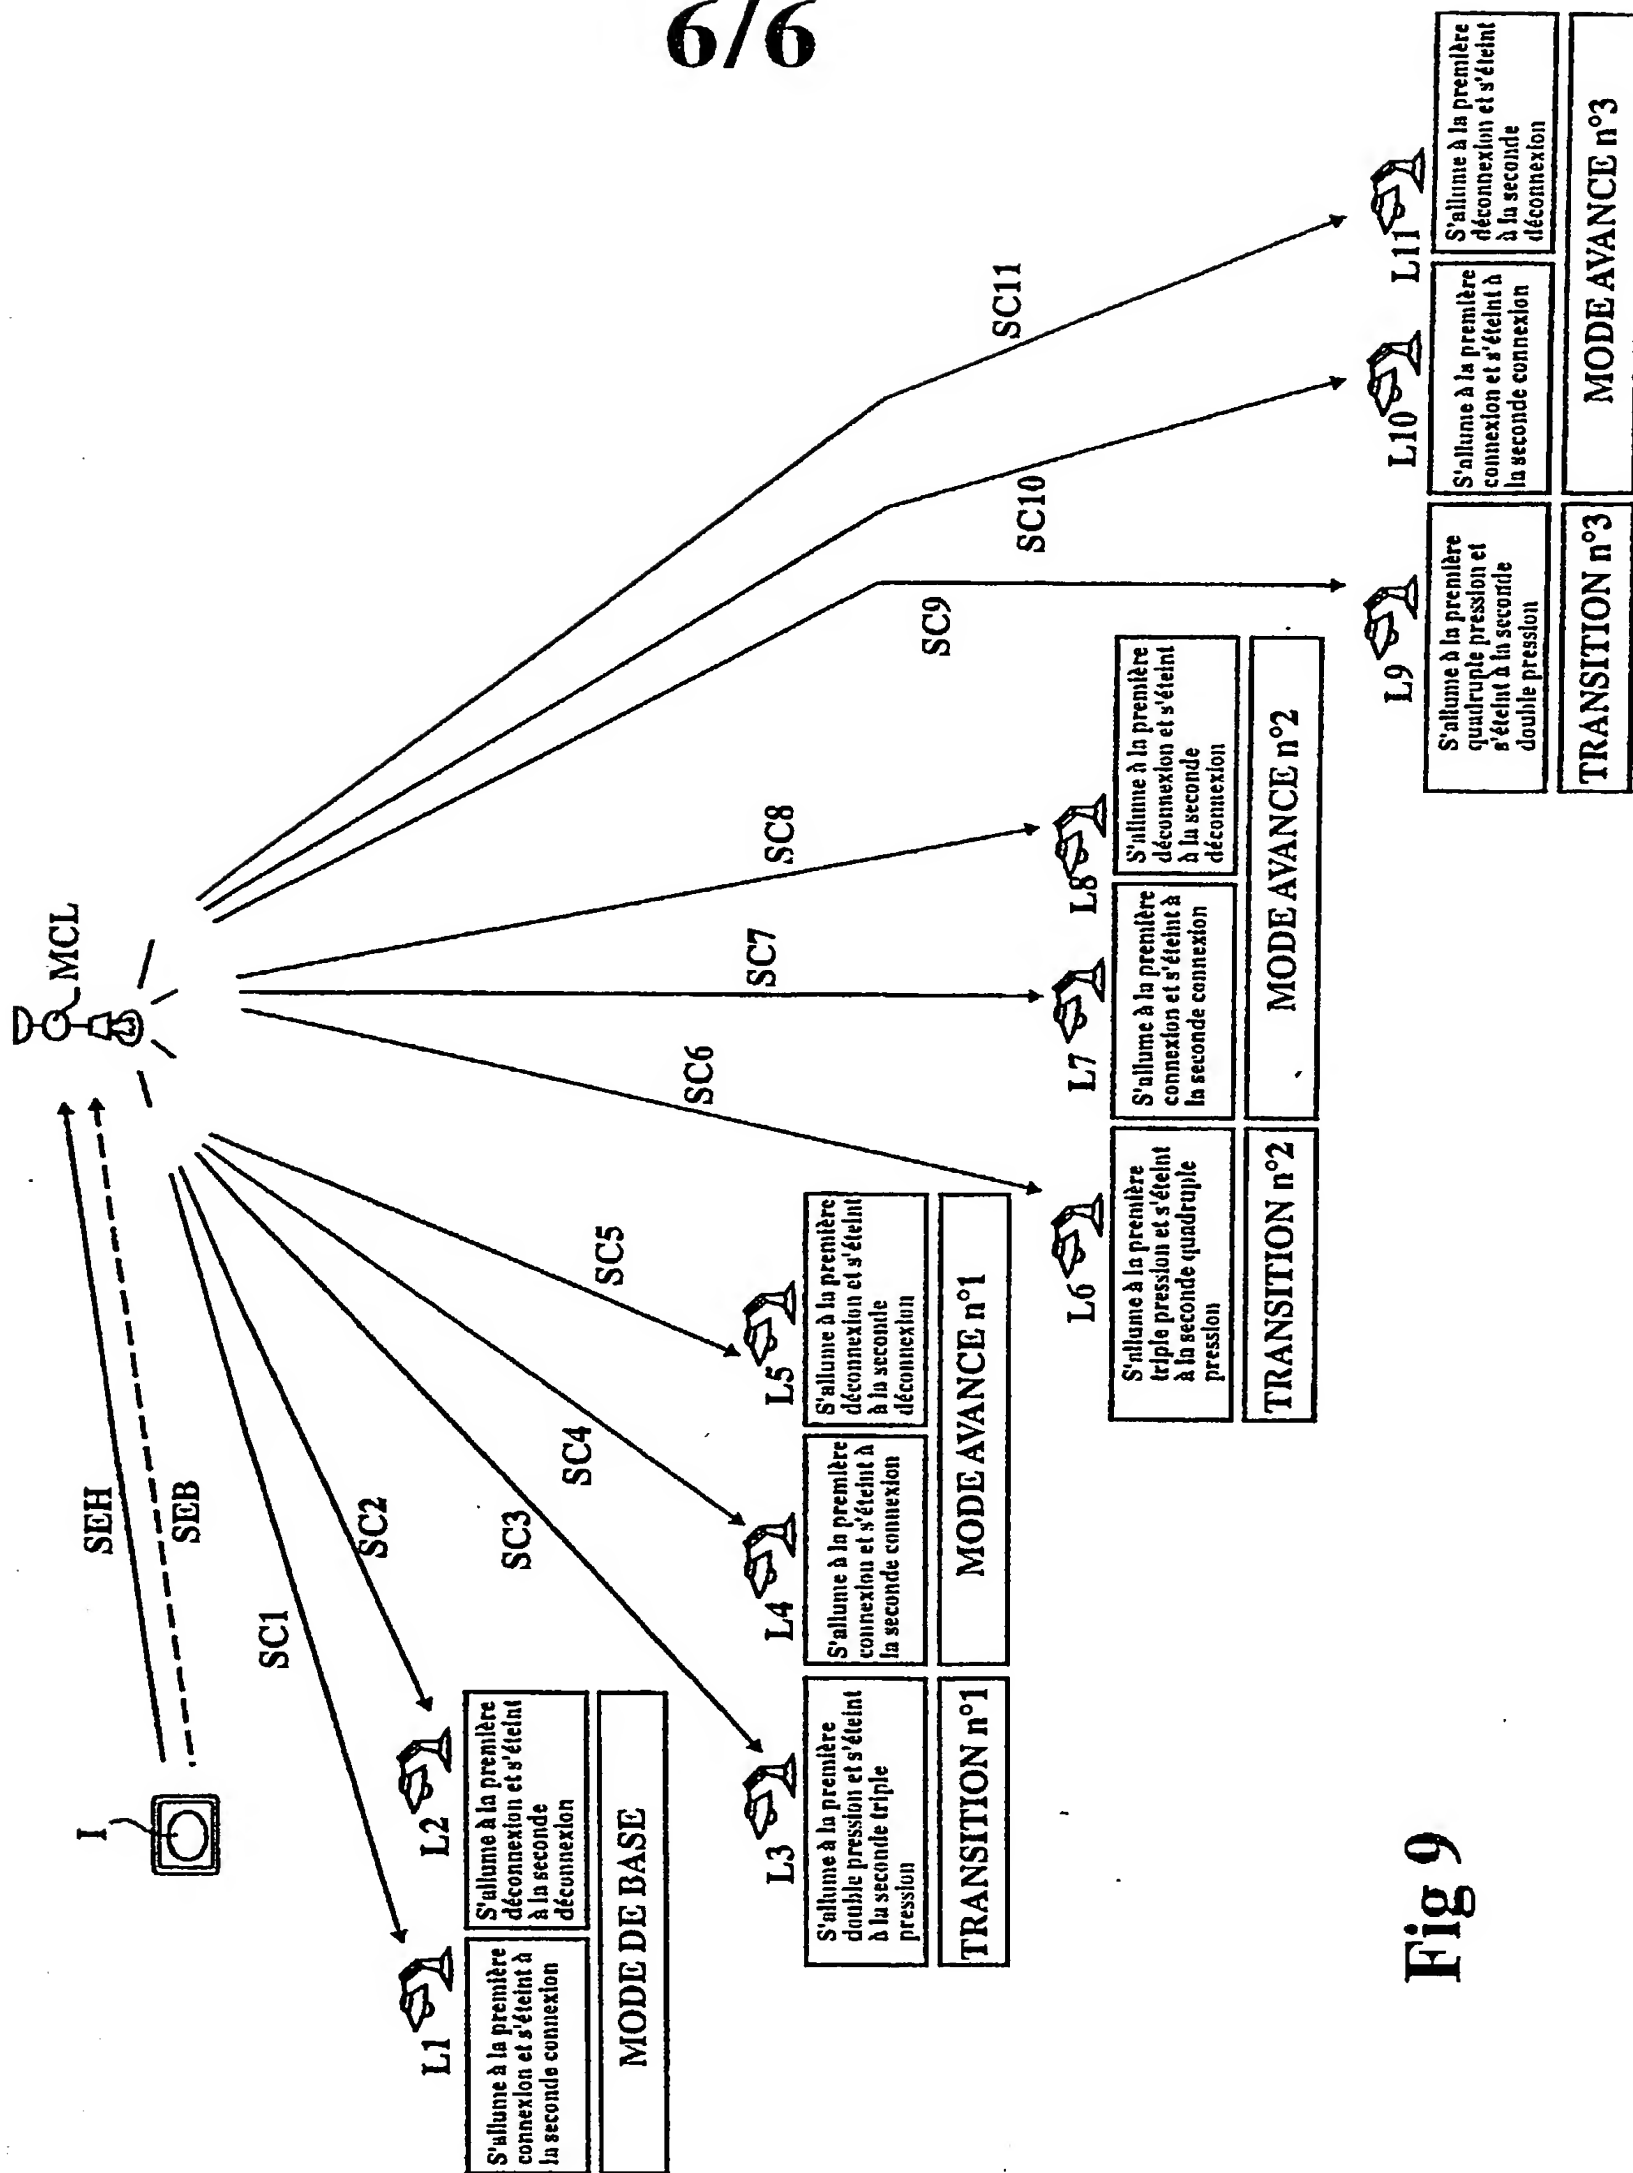 6/6
MCL
I
SEH
SEB
SC1
SC2
SC3
SC4
SC5
SC6
SC7
SC8
SC9
SC10
SC11
L1
S'allume à la première
connexion et s'éteint à
la seconde connexion
L2
S'allume à la première
déconnexion et s'éteint
à la seconde
déconnexion
MODE DE BASE
L3
S'allume à la première
double pression et s'éteint
à la seconde triple
pression
TRANSITION n°1
L4
S'allume à la première
connexion et s'éteint à
la seconde connexion
L5
S'allume à la première
déconnexion et s'éteint
à la seconde
déconnexion
MODE AVANCE n°1
L6
S'allume à la première
triple pression et s'éteint
à la seconde quadruple
pression
TRANSITION n°2
L7
S'allume à la première
connexion et s'éteint à
la seconde connexion
L8
S'allume à la première
déconnexion et s'éteint
à la seconde
déconnexion
MODE AVANCE n°2
L9
S'allume à la première
quadruple pression et
s'éteint à la seconde
double pression
TRANSITION n°3
L10
S'allume à la première
connexion et s'éteint à
la seconde connexion
L11
S'allume à la première
déconnexion et s'éteint
à la seconde
déconnexion
MODE AVANCE n°3
Fig 9